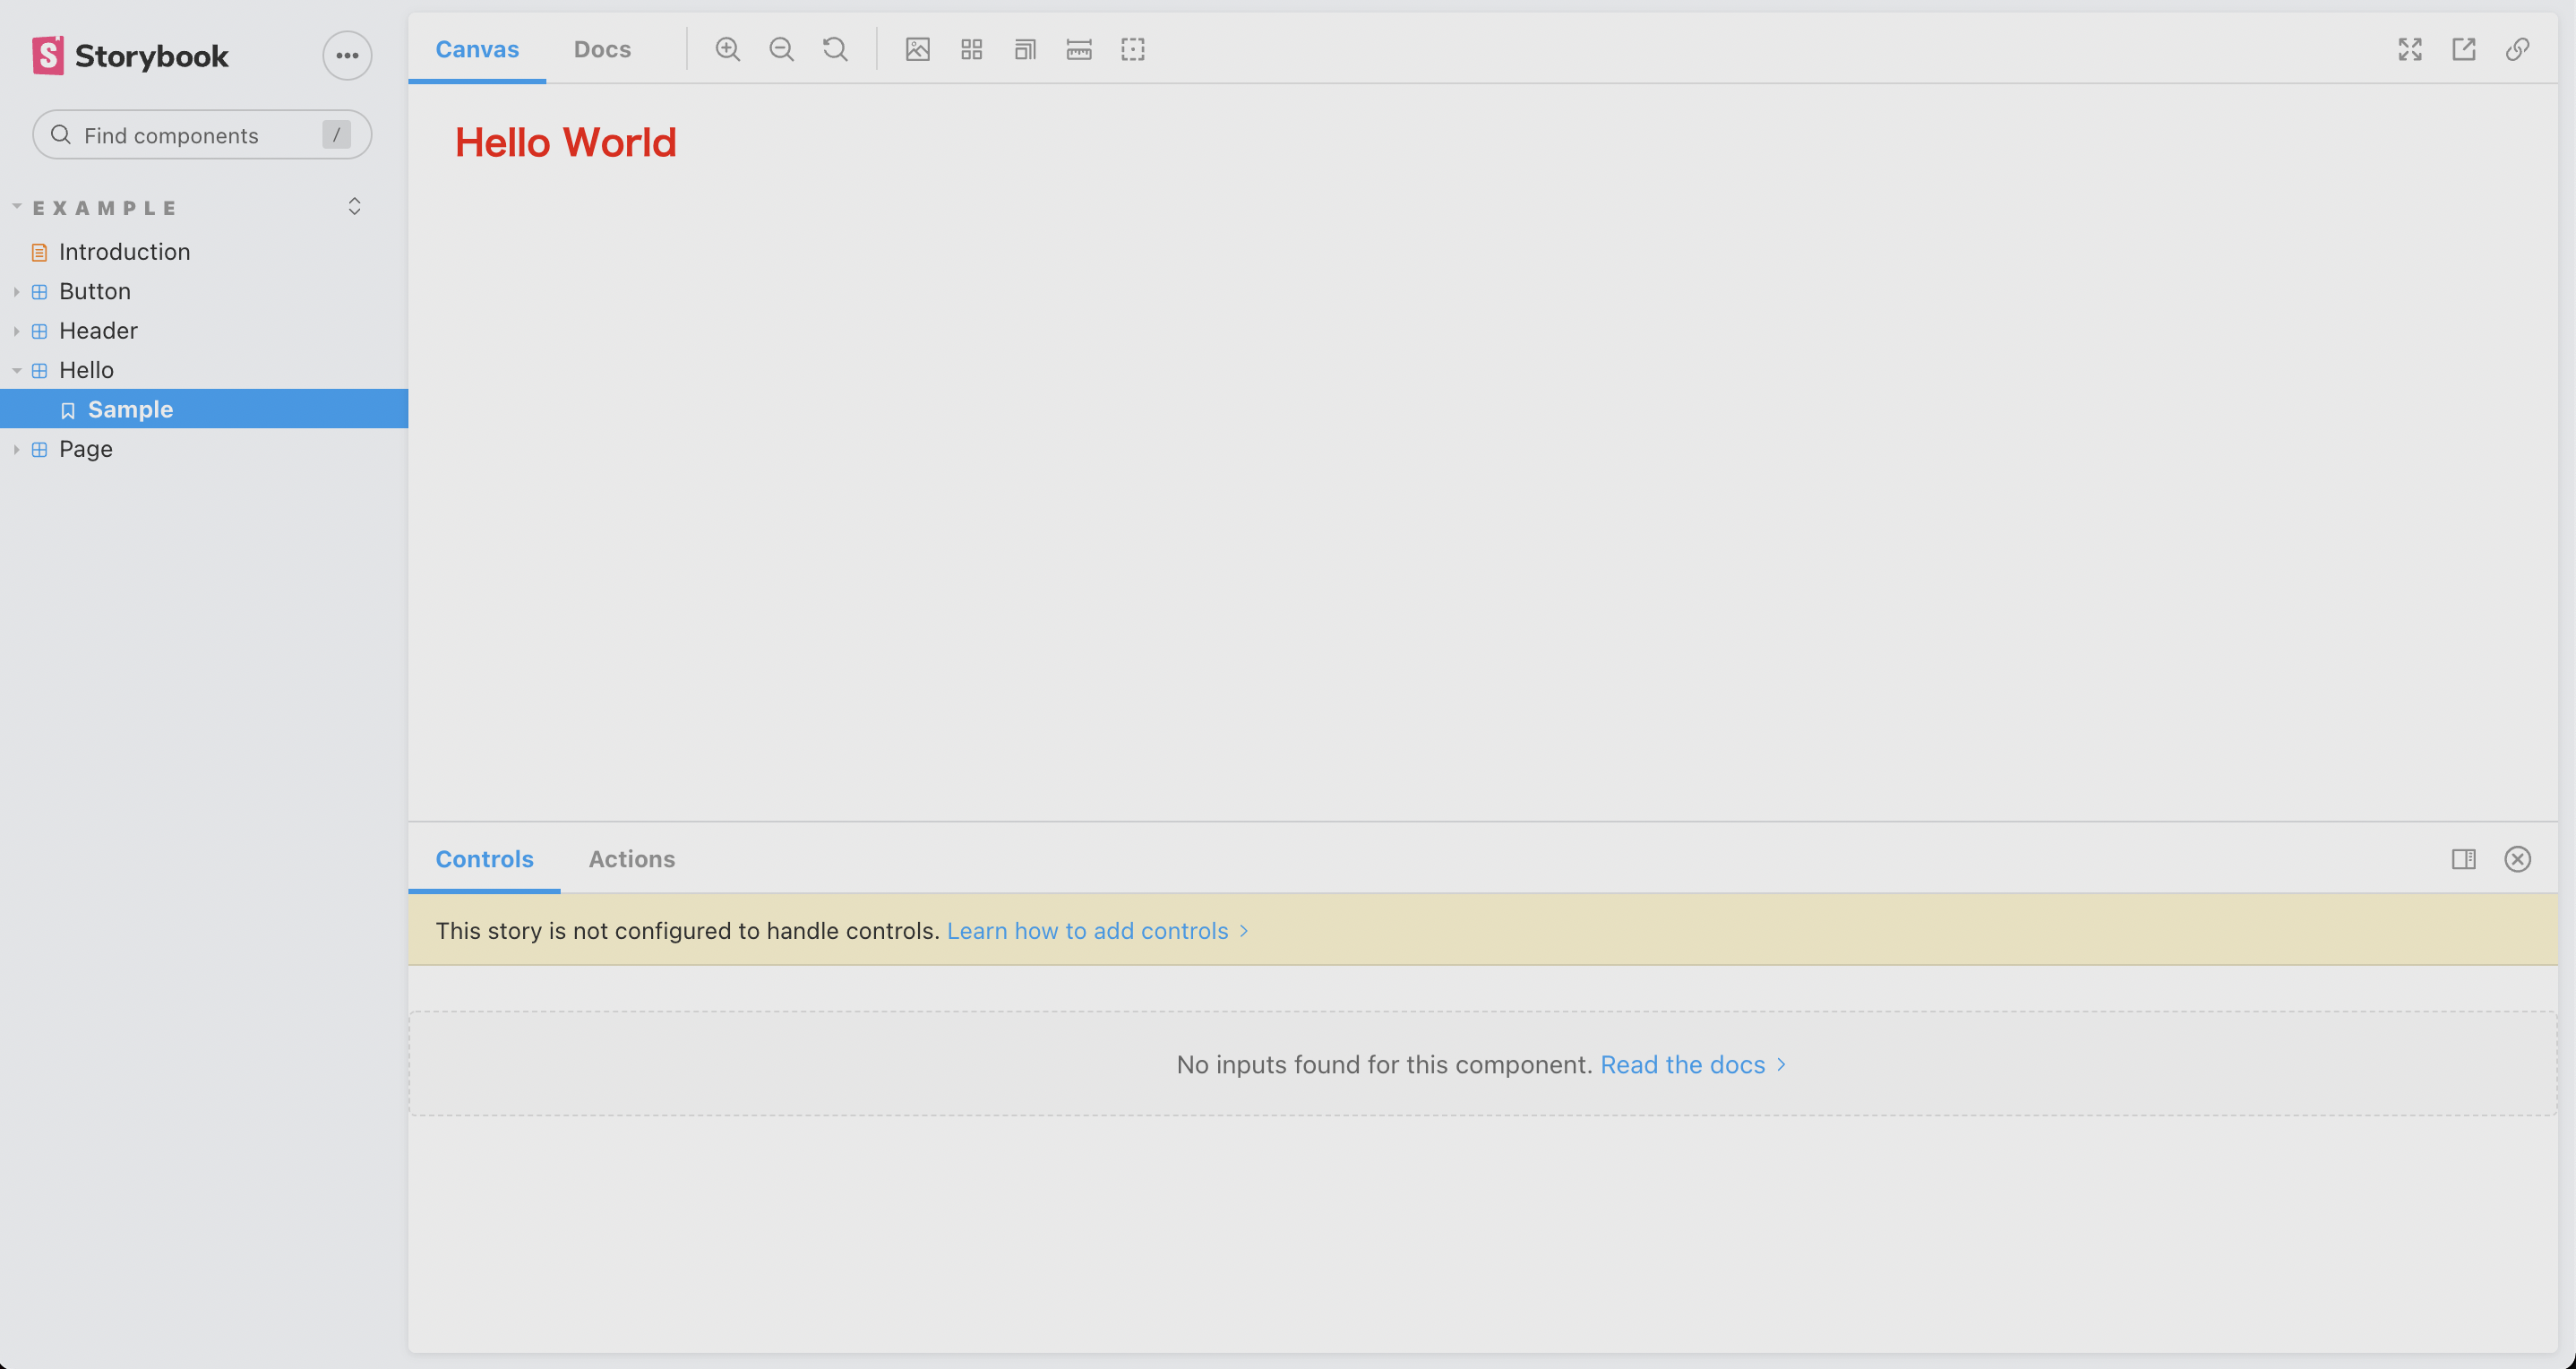 Storybook
Find components /
EXAMPLE
Introduction
Button
Header
Hello
Sample
Page
Canvas Docs
Hello World
Controls Actions
This story is not configured to handle controls. Learn how to add controls
No inputs found for this component. Read the docs